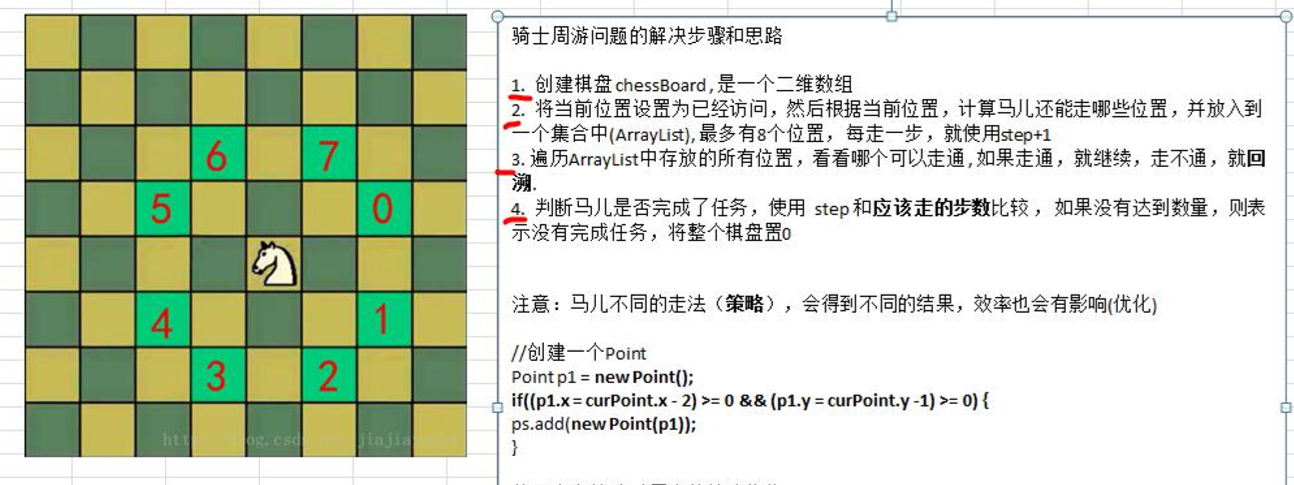 6 7
5 0
4 1
3 2
骑士周游问题的解决步骤和思路
1. 创建棋盘 chessBoard , 是一个二维数组
2. 将当前位置设置为已经访问，然后根据当前位置，计算马儿还能走哪些位置，并放入到
一个集合中(ArrayList), 最多有8个位置，每走一步，就使用step+1
3. 遍历ArrayList中存放的所有位置，看看哪个可以走通 , 如果走通，就继续，走不通，就回
溯.
4. 判断马儿是否完成了任务，使用 step 和应该走的步数比较 ， 如果没有达到数量，则表
示没有完成任务，将整个棋盘置0
注意：马儿不同的走法（策略），会得到不同的结果，效率也会有影响(优化)
//创建一个Point
Point p1 = new Point();
if((p1.x = curPoint.x - 2) >= 0 && (p1.y = curPoint.y -1) >= 0) {
ps.add(new Point(p1));
}